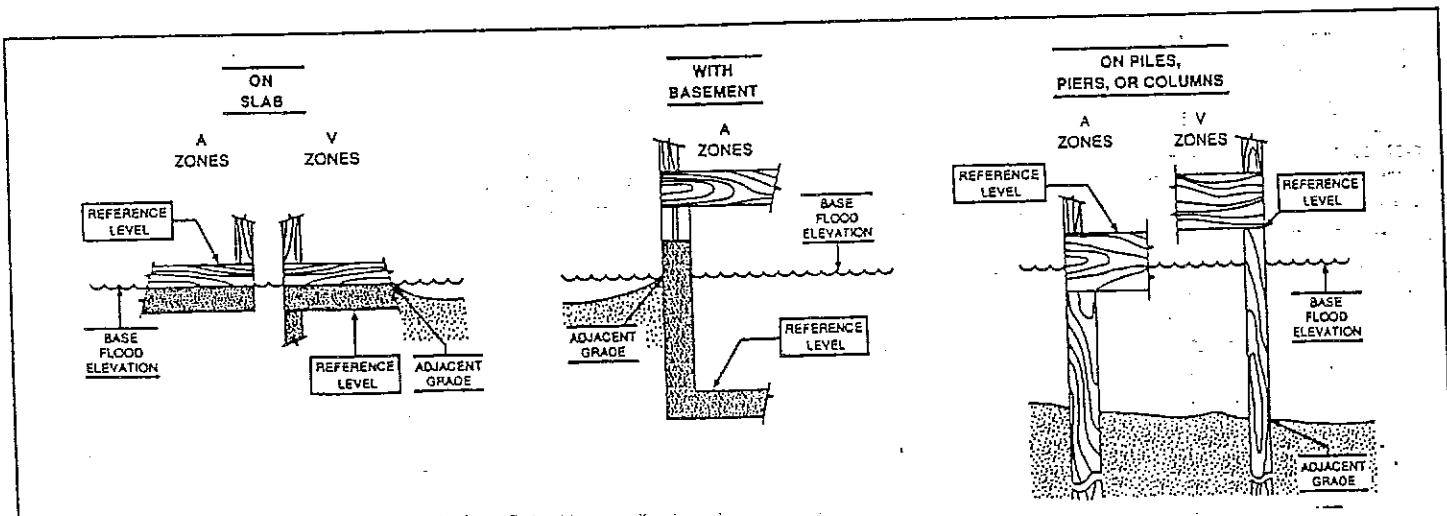 ON
SLAB
A
ZONES
V
ZONES
REFERENCE
LEVEL
BASE
FLOOD
ELEVATION
REFERENCE
LEVEL
ADJACENT
GRADE
WITH
BASEMENT
A
ZONES
BASE
FLOOD
ELEVATION
ADJACENT
GRADE
REFERENCE
LEVEL
ON PILES,
PIERS, OR COLUMNS
A
ZONES
V
ZONES
REFERENCE
LEVEL
REFERENCE
LEVEL
BASE
FLOOD
ELEVATION
ADJACENT
GRADE